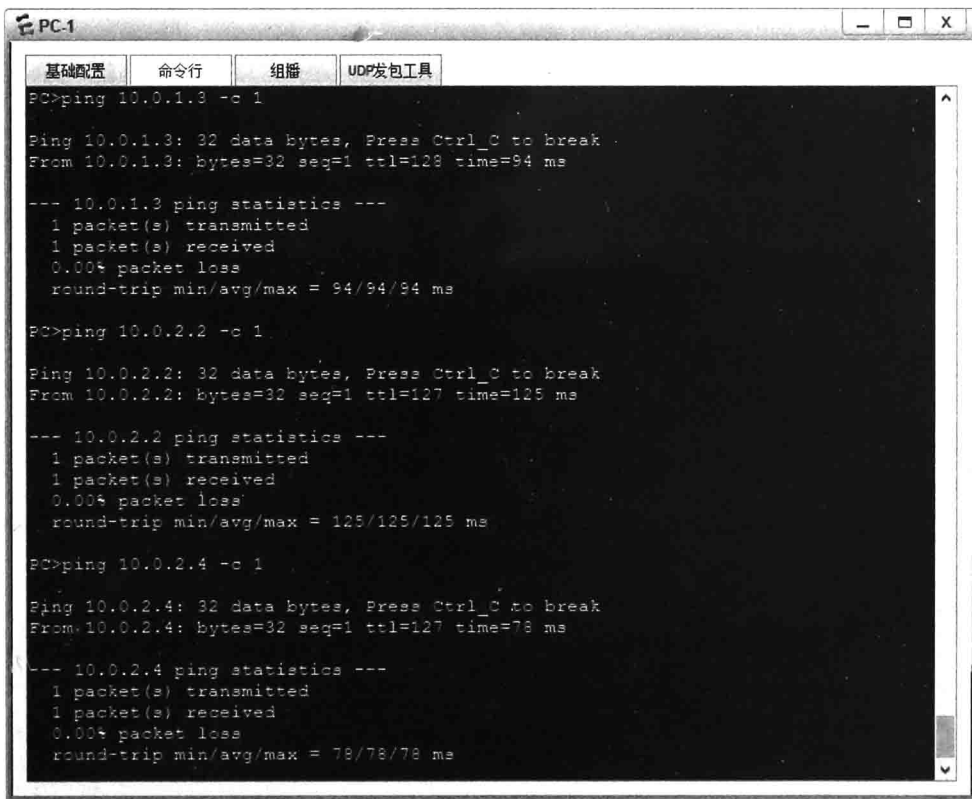 PC-1
基础配置 命令行 组播 UDP发包工具
PC>ping 10.0.1.3 -c 1
Ping 10.0.1.3: 32 data bytes, Press Ctrl_C to break
From 10.0.1.3: bytes=32 seq=1 ttl=128 time=94 ms
--- 10.0.1.3 ping statistics ---
1 packet(s) transmitted
1 packet(s) received
0.00% packet loss
round-trip min/avg/max = 94/94/94 ms
PC>ping 10.0.2.2 -c 1
Ping 10.0.2.2: 32 data bytes, Press Ctrl_C to break
From 10.0.2.2: bytes=32 seq=1 ttl=127 time=125 ms
--- 10.0.2.2 ping statistics ---
1 packet(s) transmitted
1 packet(s) received
0.00% packet loss
round-trip min/avg/max = 125/125/125 ms
PC>ping 10.0.2.4 -c 1
Ping 10.0.2.4: 32 data bytes, Press Ctrl_C to break
From 10.0.2.4: bytes=32 seq=1 ttl=127 time=78 ms
--- 10.0.2.4 ping statistics ---
1 packet(s) transmitted
1 packet(s) received
0.00% packet loss
round-trip min/avg/max = 78/78/78 ms